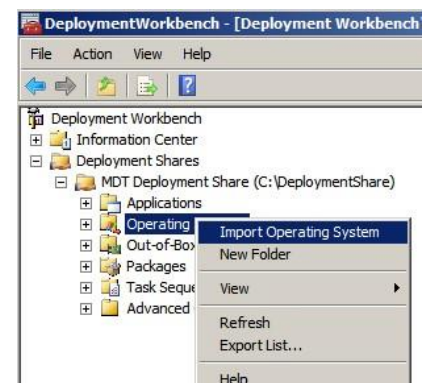 DeploymentWorkbench - [Deployment Workbench
File Action View Help
Deployment Workbench
Information Center
Deployment Shares
MDT Deployment Share (C:\DeploymentShare)
Applications
Operating
Import Operating System
Out-of-Box
New Folder
Packages
Task Seque
View
Advanced
Refresh
Export List...
Help